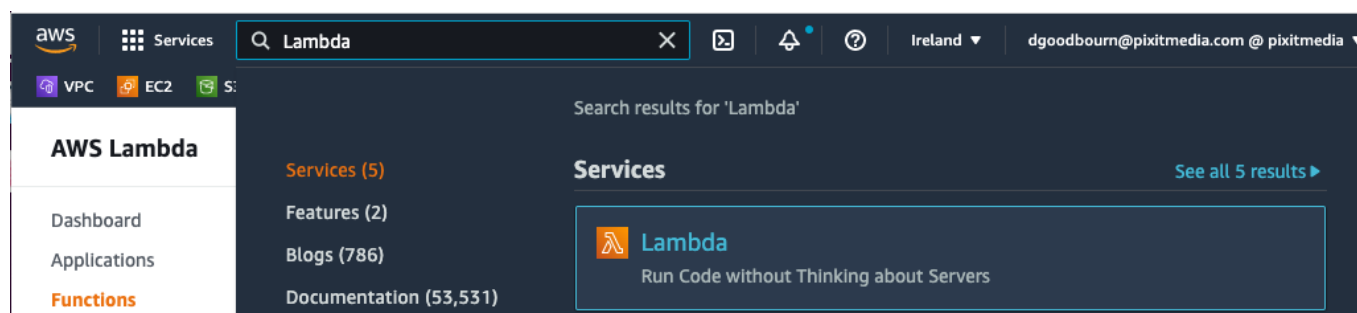 aws Services Lambda Ireland ▼ dgoodbourn@pixitmedia.com @ pixitmedia
VPC EC2
Search results for 'Lambda'
AWS Lambda
Services (5)
Services See all 5 results ▶
Features (2)
Dashboard
Lambda
Blogs (786)
Applications
Run Code without Thinking about Servers
Documentation (53,531)
Functions